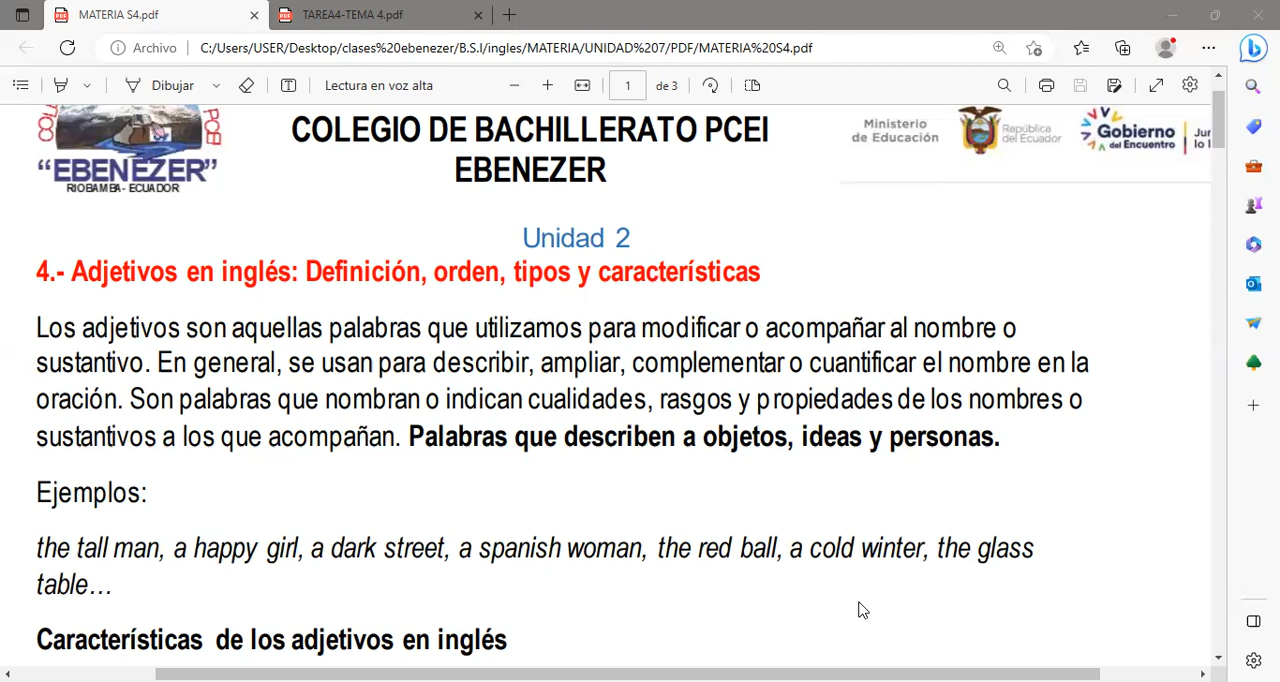 MATERIA S4.pdf
TAREA4-TEMA 4.pdf
Archivo
C:/Users/USER/Desktop/clases%20ebenezer/B.S.I/ingles/MATERIA/UNIDAD%207/PDF/MATERIA%20S4.pdf
Dibujar
Lectura en voz alta
1
de 3
PCEI
"EBENEZER"
RIOBAMBA - ECUADOR
COLEGIO DE BACHILLERATO PCEI
EBENEZER
Ministerio
de Educación
República
del Ecuador
Gobierno
del Encuentro
Unidad 2
4.- Adjetivos en inglés: Definición, orden, tipos y características
Los adjetivos son aquellas palabras que utilizamos para modificar o acompañar al nombre o
sustantivo. En general, se usan para describir, ampliar, complementar o cuantificar el nombre en la
oración. Son palabras que nombran o indican cualidades, rasgos y propiedades de los nombres o
sustantivos a los que acompañan. Palabras que describen a objetos, ideas y personas.
Ejemplos:
the tall man, a happy girl, a dark street, a spanish woman, the red ball, a cold winter, the glass
table…
Características de los adjetivos en inglés